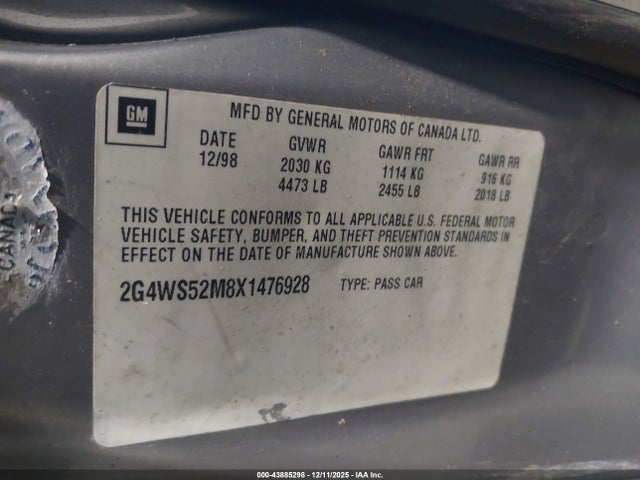 GM
MFD BY GENERAL MOTORS OF CANADA LTD.
DATE GVWR GAWR FRT GAWR RR
12/98 2030 KG 1114 KG 916 KG
4473 LB 2455 LB 2018 LB
THIS VEHICLE CONFORMS TO ALL APPLICABLE U.S. FEDERAL MOTOR
VEHICLE SAFETY, BUMPER, AND THEFT PREVENTION STANDARDS IN
EFFECT ON THE DATE OF MANUFACTURE SHOWN ABOVE.
2G4WS52M8X1476928 TYPE: PASS CAR
CANADA
000-43885298 - 12/11/2025 - IAA Inc.